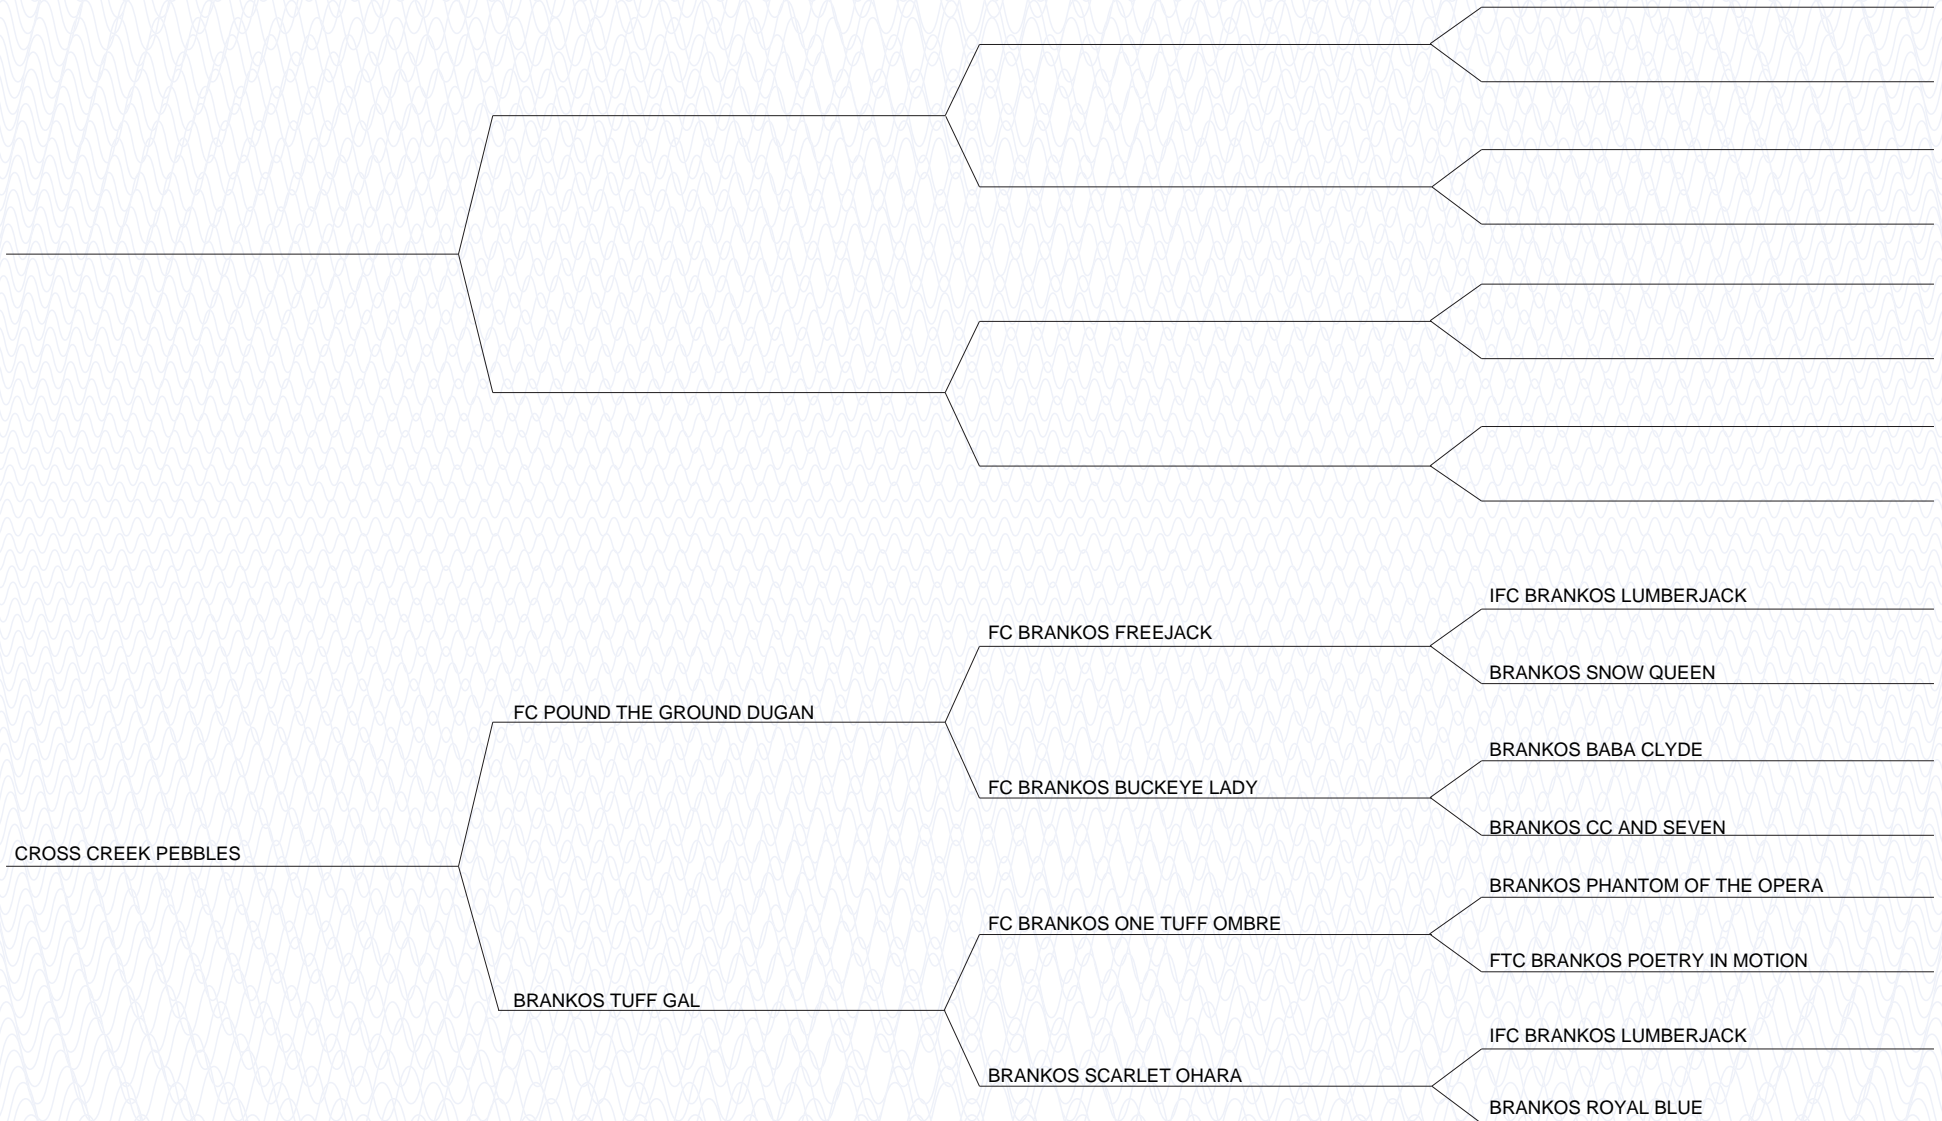 IFC BRANKOS LUMBERJACK
FC BRANKOS FREEJACK
BRANKOS SNOW QUEEN
FC POUND THE GROUND DUGAN
BRANKOS BABA CLYDE
FC BRANKOS BUCKEYE LADY
BRANKOS CC AND SEVEN
CROSS CREEK PEBBLES
BRANKOS PHANTOM OF THE OPERA
FC BRANKOS ONE TUFF OMBRE
FTC BRANKOS POETRY IN MOTION
BRANKOS TUFF GAL
IFC BRANKOS LUMBERJACK
BRANKOS SCARLET OHARA
BRANKOS ROYAL BLUE